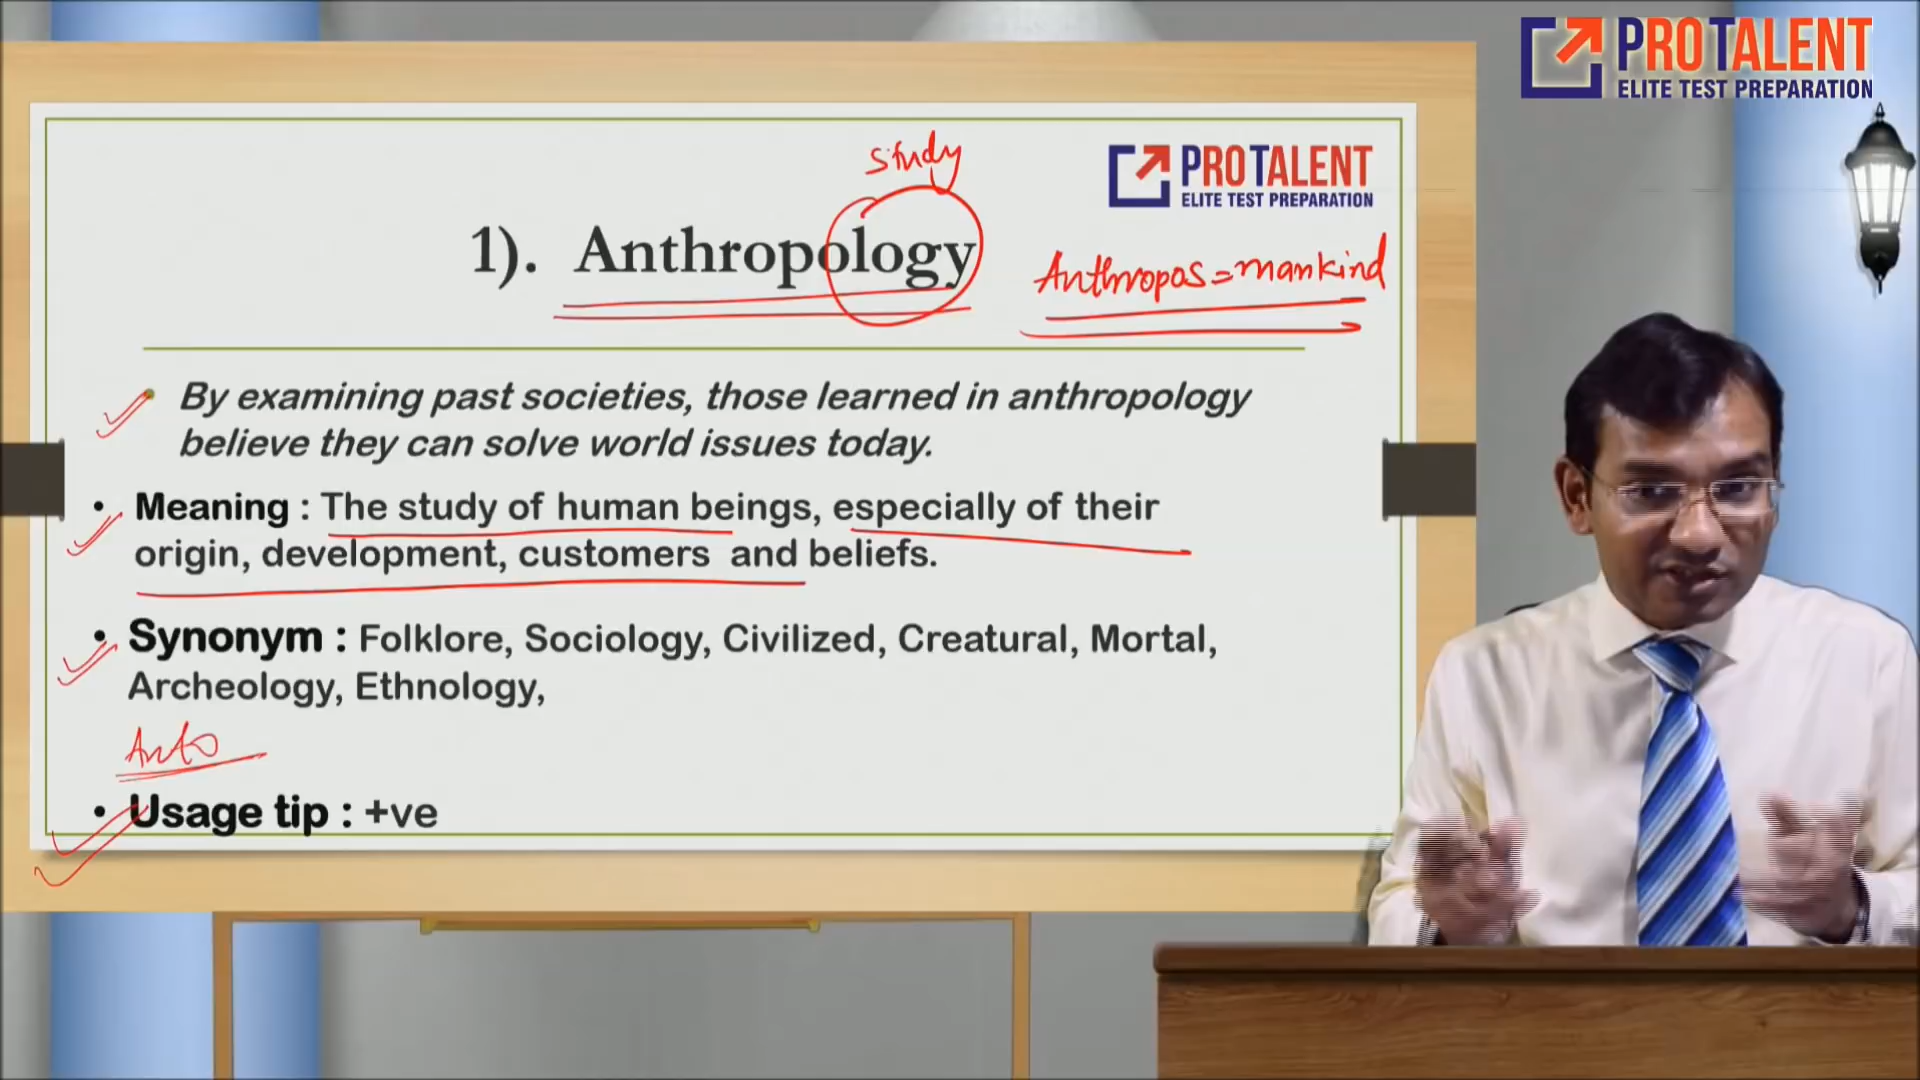 PROTALENT
ELITE TEST PREPARATION
study
PROTALENT
ELITE TEST PREPARATION
1). Anthropology
Anthropos = mankind
• By examining past societies, those learned in anthropology
believe they can solve world issues today.
• Meaning : The study of human beings, especially of their
origin, development, customers and beliefs.
• Synonym : Folklore, Sociology, Civilized, Creatural, Mortal,
Archeology, Ethnology,
• Usage tip : +ve